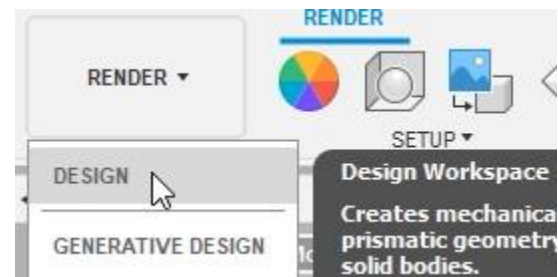 RENDER
RENDER ▾
SETUP ▾
DESIGN
GENERATIVE DESIGN
Design Workspace
Creates mechanica
prismatic geometry
solid bodies.